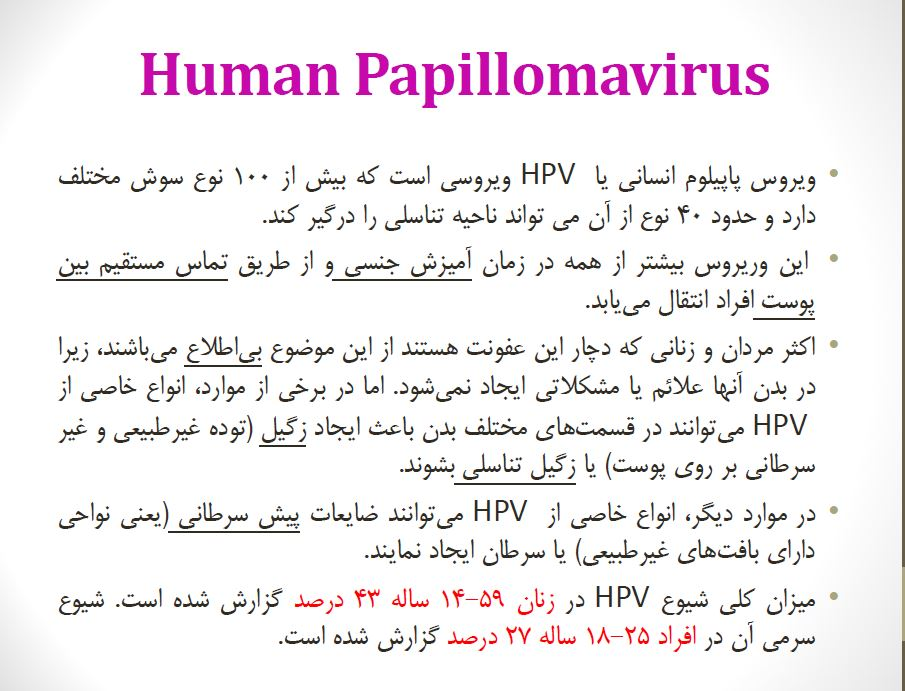 Human Papillomavirus
• ویروس پاپیلوم انسانی یا HPV ویروسی است که بیش از ۱۰۰ نوع سوش مختلف
دارد و حدود ۴۰ نوع از آن می تواند ناحیه تناسلی را درگیر کند.
• این وریروس بیشتر از همه در زمان آمیزش جنسی و از طریق تماس مستقیم بین
پوست افراد انتقال می‌یابد.
• اکثر مردان و زنانی که دچار این عفونت هستند از این موضوع بی‌اطلاع می‌باشند، زیرا
در بدن آنها علائم یا مشکلاتی ایجاد نمی‌شود. اما در برخی از موارد، انواع خاصی از
HPV می‌توانند در قسمت‌های مختلف بدن باعث ایجاد زگیل (توده غیرطبیعی و غیر
سرطانی بر روی پوست) یا زگیل تناسلی بشوند.
• در موارد دیگر، انواع خاصی از HPV می‌توانند ضایعات پیش سرطانی (یعنی نواحی
دارای بافت‌های غیرطبیعی) یا سرطان ایجاد نمایند.
• میزان کلی شیوع HPV در زنان ۵۹-۱۴ ساله ۴۳ درصد گزارش شده است. شیوع
سرمی آن در افراد ۲۵-۱۸ ساله ۲۷ درصد گزارش شده است.